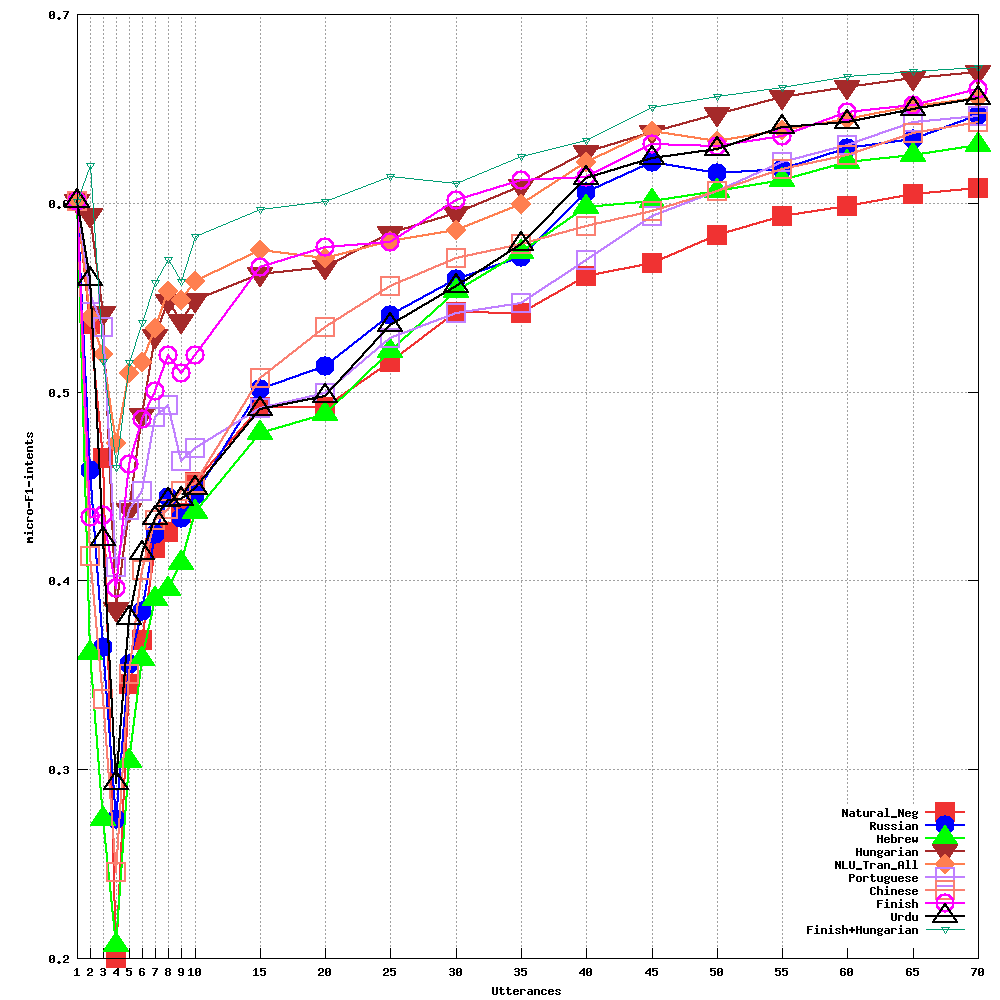 0.7
0.6
0.5
0.4
0.3
0.2
micro-F1-intents
1 2 3 4 5 6 7 8 9 10 15 20 25 30 35 40 45 50 55 60 65 70
Utterances
Natural_Neg
Russian
Hebrew
Hungarian
NLU_Tran_All
Portuguese
Chinese
Finish
Urdu
Finish+Hungarian